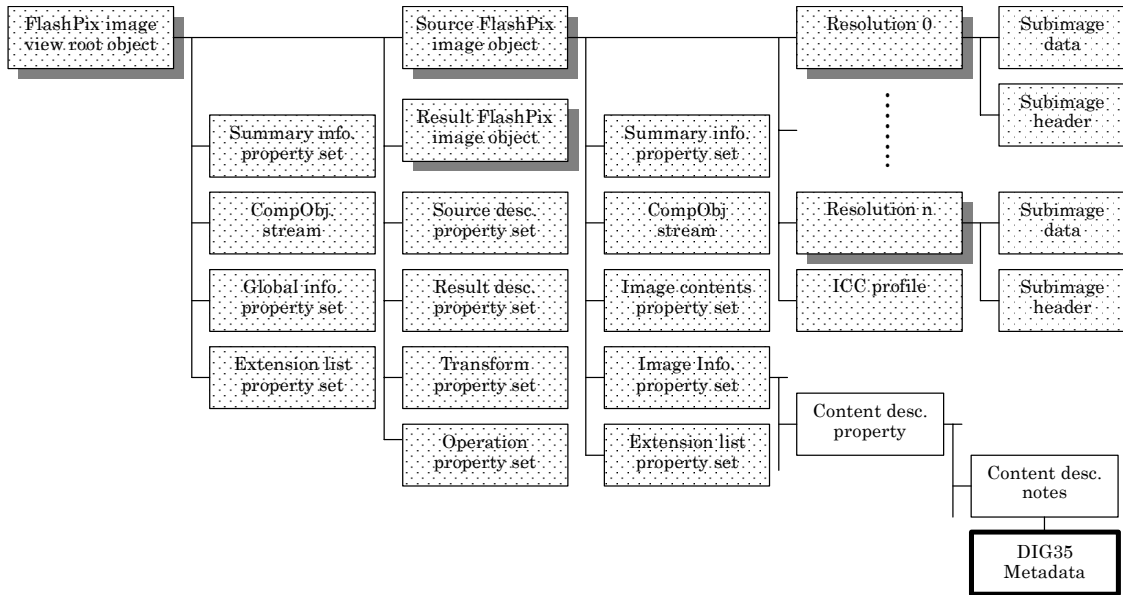 FlashPix image
view root object
Source FlashPix
image object
Resolution 0
Subimage
data
Subimage
header
Summary info.
property set
Result FlashPix
image object
Summary info.
property set
CompObj.
stream
Source desc.
property set
CompObj
stream
Resolution n
Subimage
data
Global info.
property set
Result desc.
property set
Image contents
property set
ICC profile
Subimage
header
Extension list
property set
Transform
property set
Image Info.
property set
Content desc.
property
Operation
property set
Extension list
property set
Content desc.
notes
DIG35
Metadata